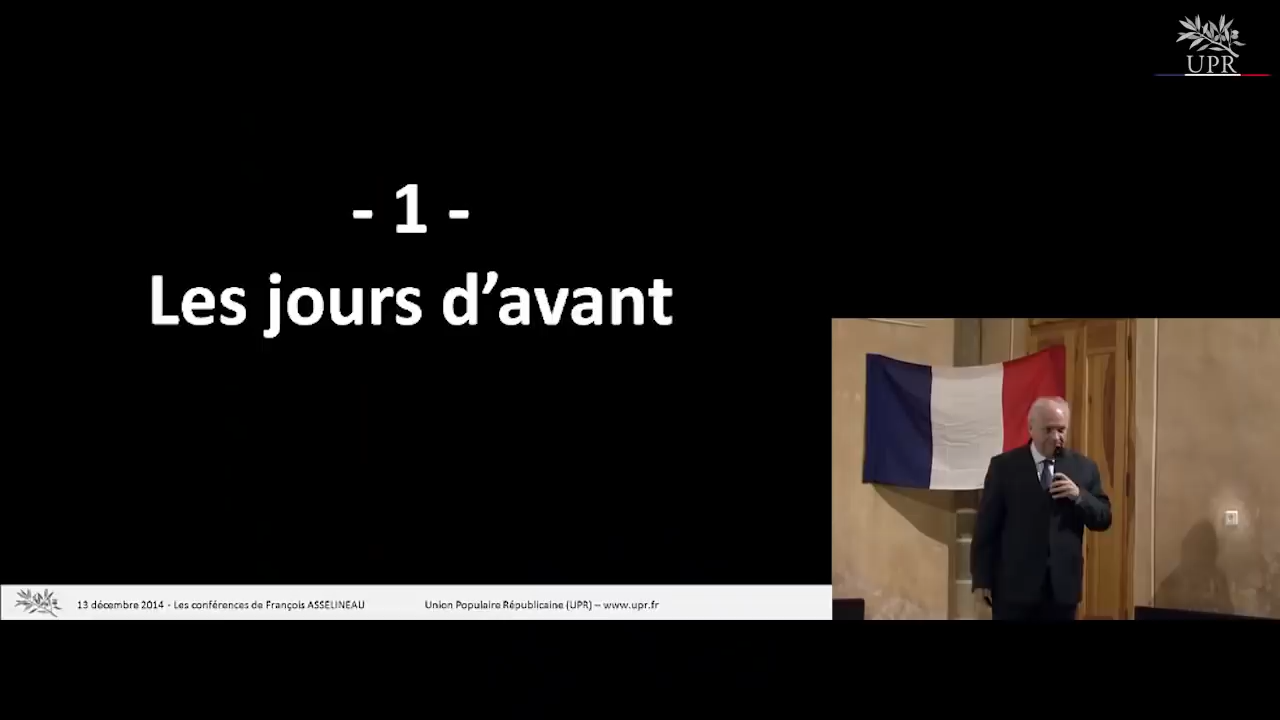 UPR
- 1 -
Les jours d’avant
13 décembre 2014 - Les conférences de François ASSELINEAU
Union Populaire Républicaine (UPR) – www.upr.fr